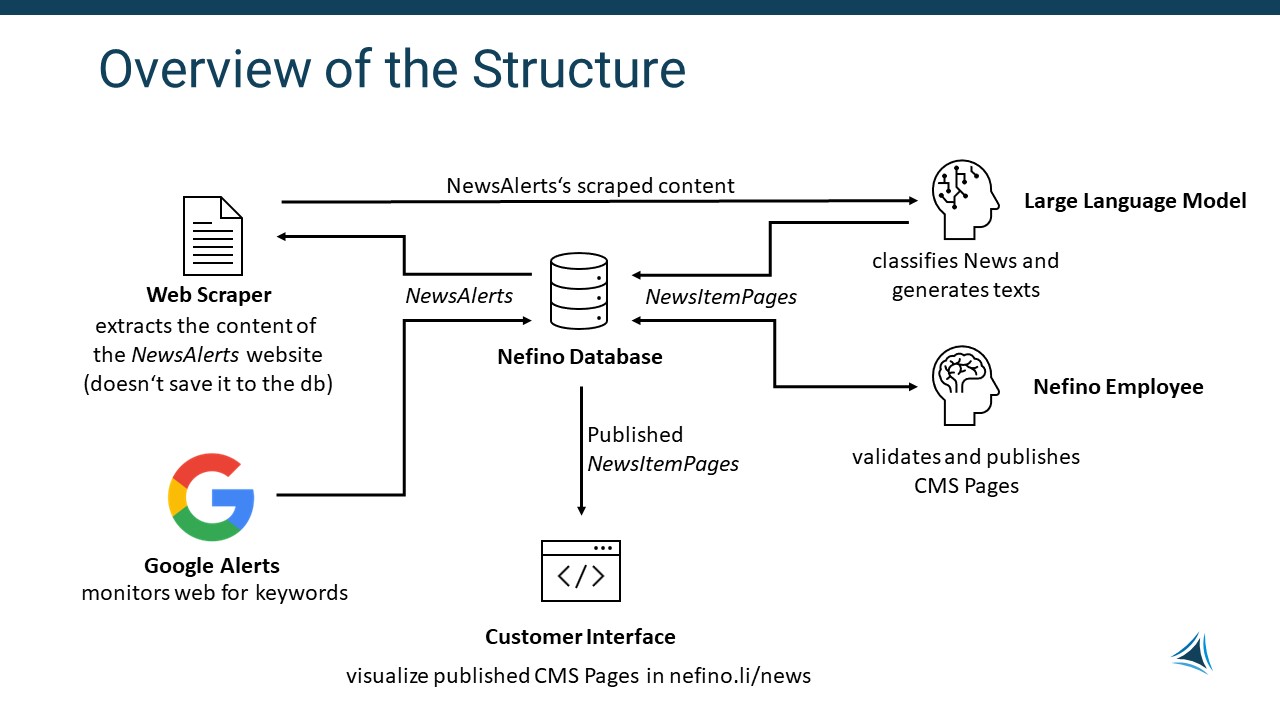 Overview of the Structure
NewsAlerts‘s scraped content
Large Language Model
classifies News and
generates texts
Web Scraper
extracts the content of
the NewsAlerts website
(doesn‘t save it to the db)
NewsAlerts
NewsItemPages
Nefino Database
Nefino Employee
validates and publishes
CMS Pages
Published
NewsItemPages
Google Alerts
monitors web for keywords
</>
Customer Interface
visualize published CMS Pages in nefino.li/news